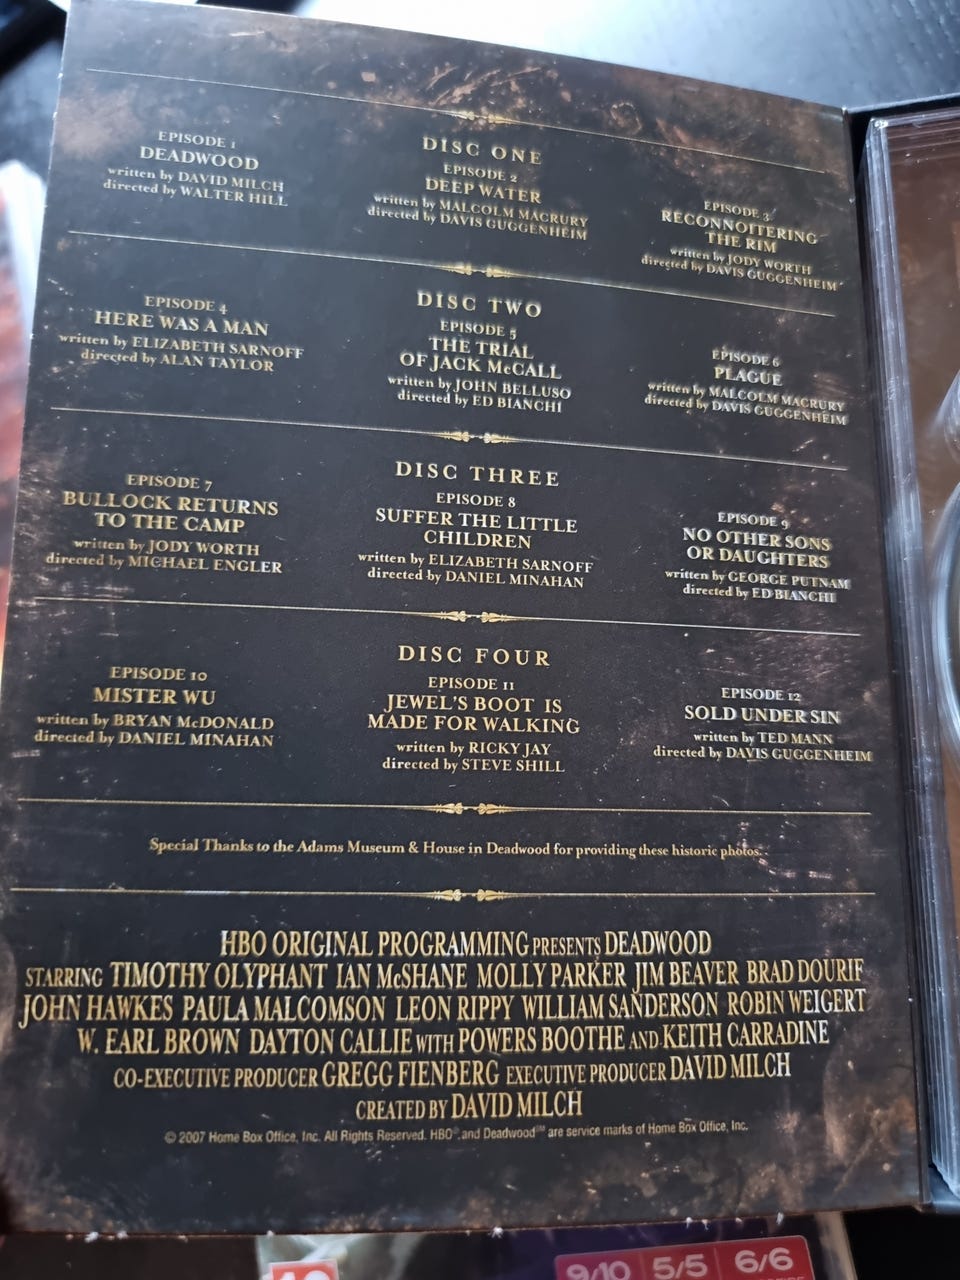 DISC ONE
EPISODE 1
DEADWOOD
written by DAVID MILCH
directed by WALTER HILL
EPISODE 2
DEEP WATER
written by MALCOLM MACRURY
directed by DAVIS GUGGENHEIM
EPISODE 3
RECONNOITERING
THE RIM
written by JODY WORTH
directed by DAVIS GUGGENHEIM
DISC TWO
EPISODE 4
HERE WAS A MAN
written by ELIZABETH SARNOFF
directed by ALAN TAYLOR
EPISODE 5
THE TRIAL
OF JACK McCALL
written by JOHN BELLUSO
directed by ED BIANCHI
EPISODE 6
PLAGUE
written by MALCOLM MACRURY
directed by DAVIS GUGGENHEIM
DISC THREE
EPISODE 7
BULLOCK RETURNS
TO THE CAMP
written by JODY WORTH
directed by MICHAEL ENGLER
EPISODE 8
SUFFER THE LITTLE
CHILDREN
written by ELIZABETH SARNOFF
directed by DANIEL MINAHAN
EPISODE 9
NO OTHER SONS
OR DAUGHTERS
written by GEORGE PUTNAM
directed by ED BIANCHI
DISC FOUR
EPISODE 10
MISTER WU
written by BRYAN McDONALD
directed by DANIEL MINAHAN
EPISODE 11
JEWEL'S BOOT IS
MADE FOR WALKING
written by RICKY JAY
directed by STEVE SHILL
EPISODE 12
SOLD UNDER SIN
written by TED MANN
directed by DAVIS GUGGENHEIM
Special Thanks to the Adams Museum & House in Deadwood for providing these historic photos.
HBO ORIGINAL PROGRAMMING PRESENTS DEADWOOD
STARRING TIMOTHY OLYPHANT IAN McSHANE MOLLY PARKER JIM BEAVER BRAD DOURIF
JOHN HAWKES PAULA MALCOMSON LEON RIPPY WILLIAM SANDERSON ROBIN WEIGERT
W. EARL BROWN DAYTON CALLIE WITH POWERS BOOTHE AND KEITH CARRADINE
CO-EXECUTIVE PRODUCER GREGG FIENBERG EXECUTIVE PRODUCER DAVID MILCH
CREATED BY DAVID MILCH
© 2007 Home Box Office, Inc. All Rights Reserved. HBO® and Deadwood℠ are service marks of Home Box Office, Inc.
9/10 5/5 6/6